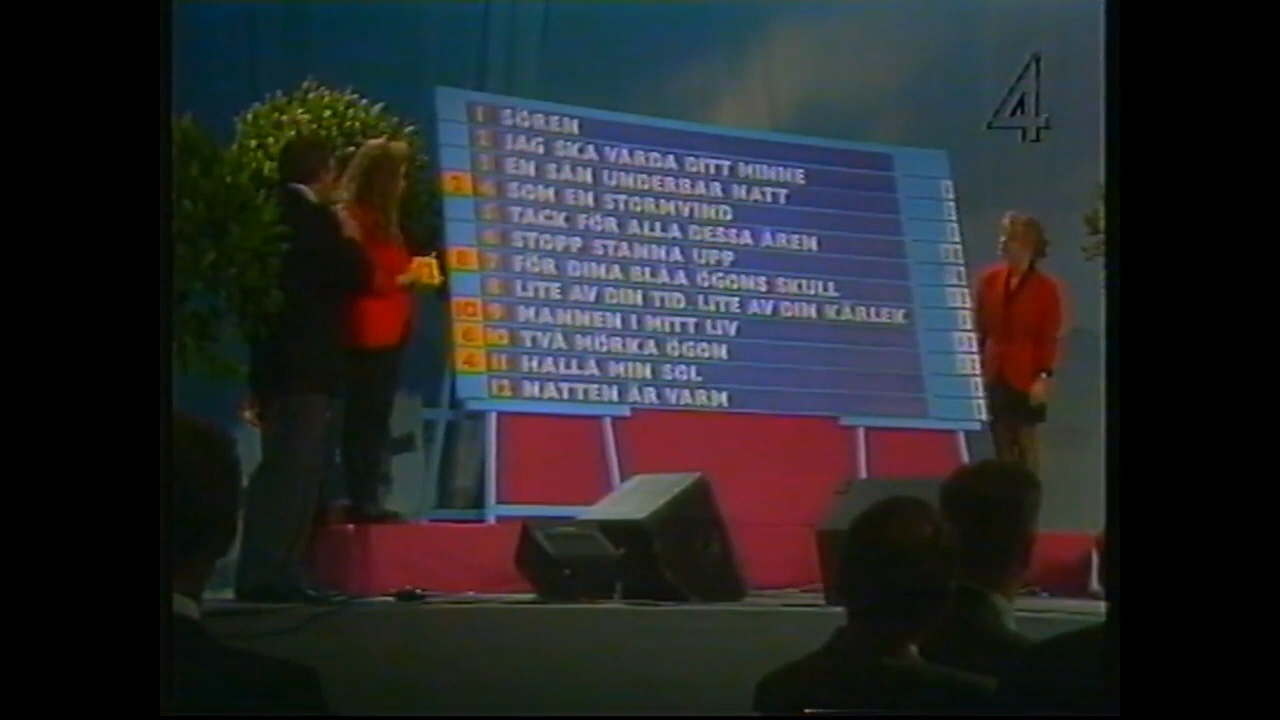 4
1 SÖREN
2 JAG SKA VARDA DITT MINNE
3 EN SÅN UNDERBAR NATT
4 SOM EN STORMVIND
5 TACK FÖR ALLA DESSA ÅREN
6 STOPP STANNA UPP
8 7 FÖR DINA BLÅA ÖGONS SKULL
8 LITE AV DIN TID. LITE AV DIN KÄRLEK
10 9 MANNEN I MITT LIV
6 10 TVÅ MÖRKA ÖGON
4 11 HALLÅ MIN SOL
12 NATTEN ÄR VARM